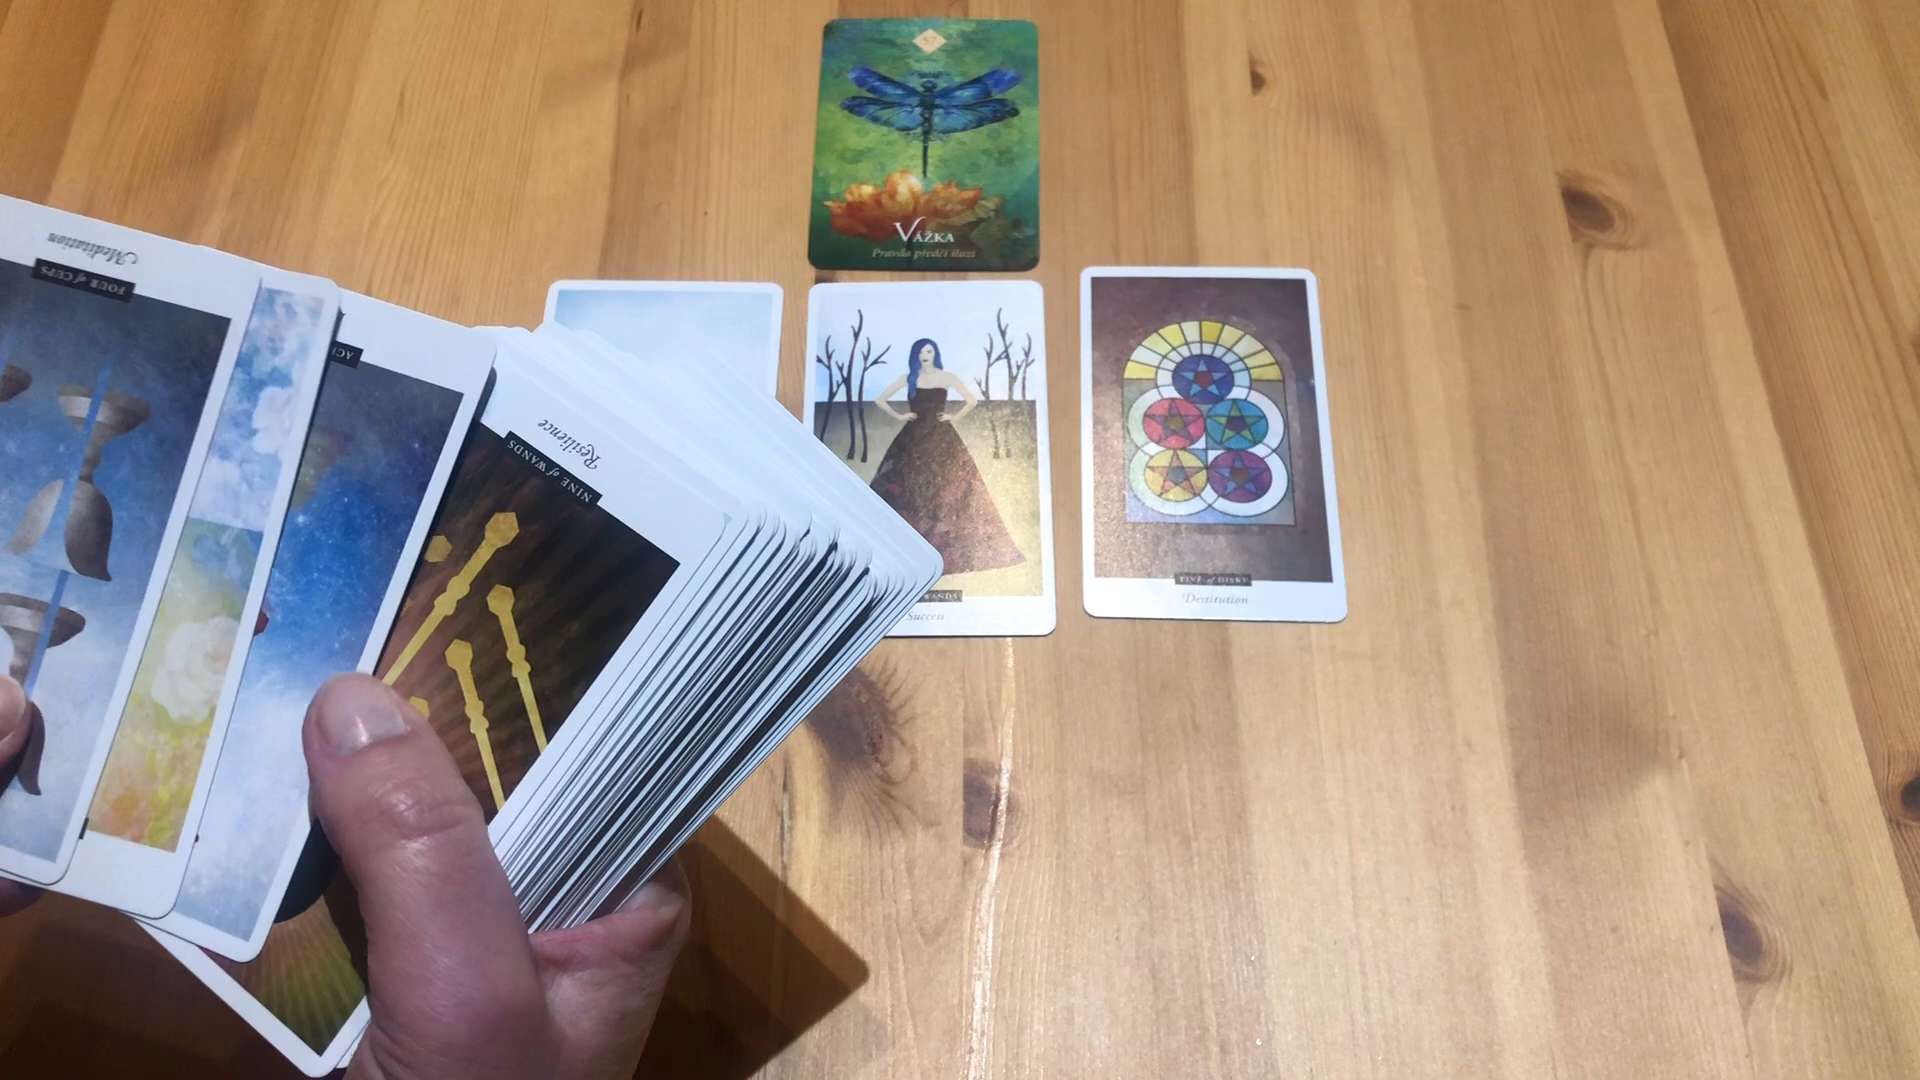 57
VÁŽKA
Pravda předčí iluzi
Meditation
FOUR of CUPS
Resilience
NINE of WANDS
WANDS
Success
FIVE of DISKS
Destitution